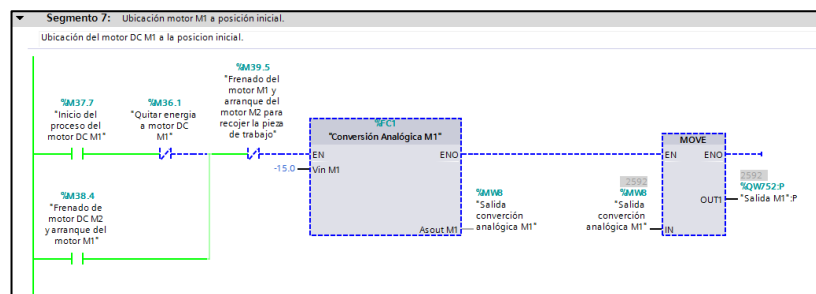 Segmento 7: Ubicación motor M1 a posición inicial.
Ubicación del motor DC M1 a la posicion inicial.
%M37.7
"Inicio del
proceso del
motor DC M1"
%M36.1
"Quitar energia
a motor DC
M1"
%M39.5
"Frenado del
motor M1 y
arranque del
motor M2 para
recojer la pieza
de trabajo"
%FC1
"Conversión Analógica M1"
EN
ENO
-15.0
Vin M1
Asout M1
%MW8
"Salida
converción
analógica M1"
MOVE
EN
ENO
2592
%MW8
"Salida
converción
analógica M1"
IN
OUT1
2592
%QW752:P
"Salida M1":P
%M38.4
"Frenado de
motor DC M2
y arranque del
motor M1"